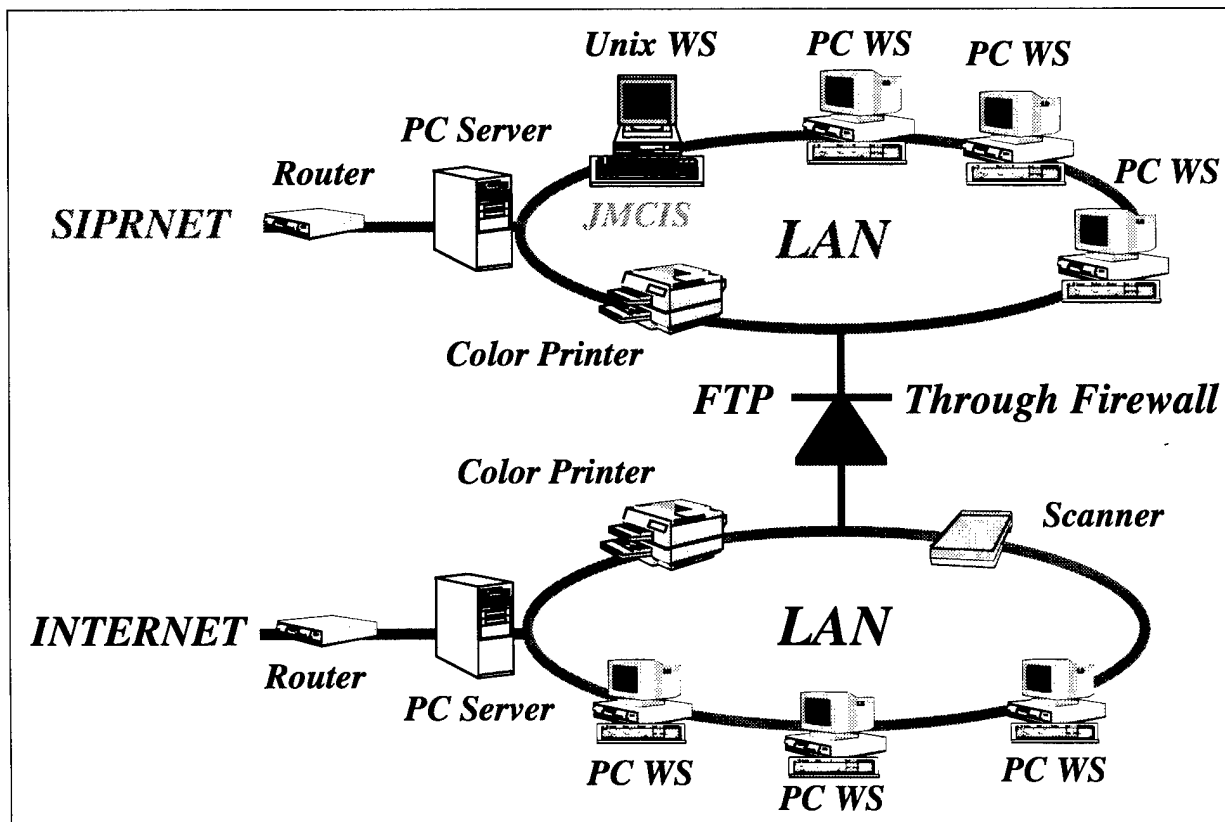 Unix WS
PC WS
PC WS
PC Server
PC WS
Router
SIPRNET
JMCIS
LAN
Color Printer
FTP
Through Firewall
Color Printer
Scanner
INTERNET
LAN
Router
PC Server
PC WS
PC WS
PC WS